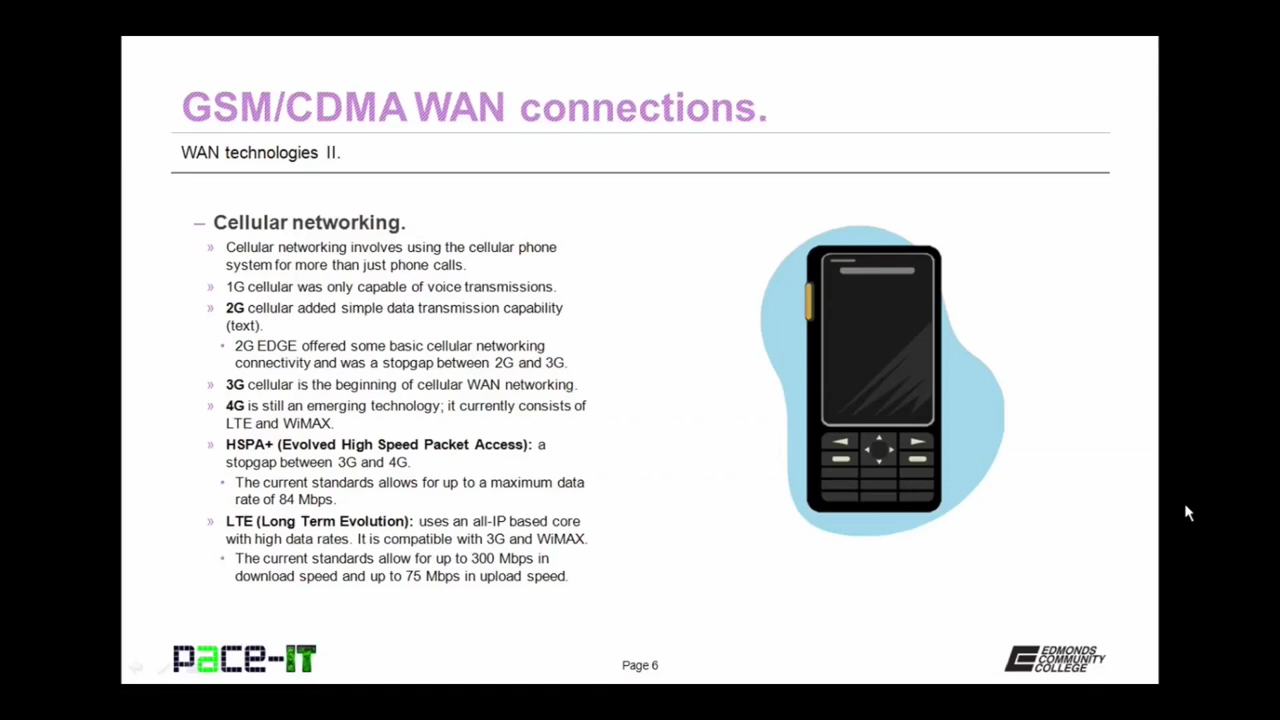 GSM/CDMA WAN connections.
WAN technologies II.
– Cellular networking.
» Cellular networking involves using the cellular phone
system for more than just phone calls.
» 1G cellular was only capable of voice transmissions.
» 2G cellular added simple data transmission capability
(text).
• 2G EDGE offered some basic cellular networking
connectivity and was a stopgap between 2G and 3G.
» 3G cellular is the beginning of cellular WAN networking.
» 4G is still an emerging technology; it currently consists of
LTE and WiMAX.
» HSPA+ (Evolved High Speed Packet Access): a
stopgap between 3G and 4G.
• The current standards allows for up to a maximum data
rate of 84 Mbps.
» LTE (Long Term Evolution): uses an all-IP based core
with high data rates. It is compatible with 3G and WiMAX.
• The current standards allow for up to 300 Mbps in
download speed and up to 75 Mbps in upload speed.
pace-IT
Page 6
EDMONDS
COMMUNITY
COLLEGE